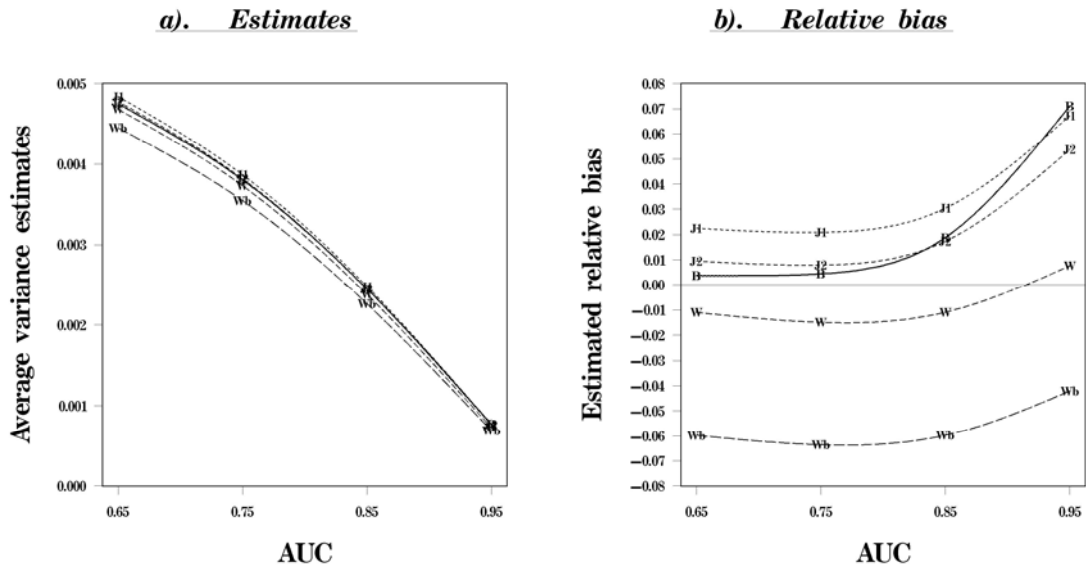 a). Estimates
b). Relative bias
Average variance estimates
0.005
0.004
0.003
0.002
0.001
0.000
J1
W
Wb
J1
W
Wb
Wb
Wb
0.65
0.75
0.85
0.95
AUC
Estimated relative bias
0.08
0.07
0.06
0.05
0.04
0.03
0.02
0.01
0.00
−0.01
−0.02
−0.03
−0.04
−0.05
−0.06
−0.07
−0.08
J1
J1
J1
J1
J2
J2
J2
J2
B
B
B
B
W
W
W
W
Wb
Wb
Wb
Wb
0.65
0.75
0.85
0.95
AUC